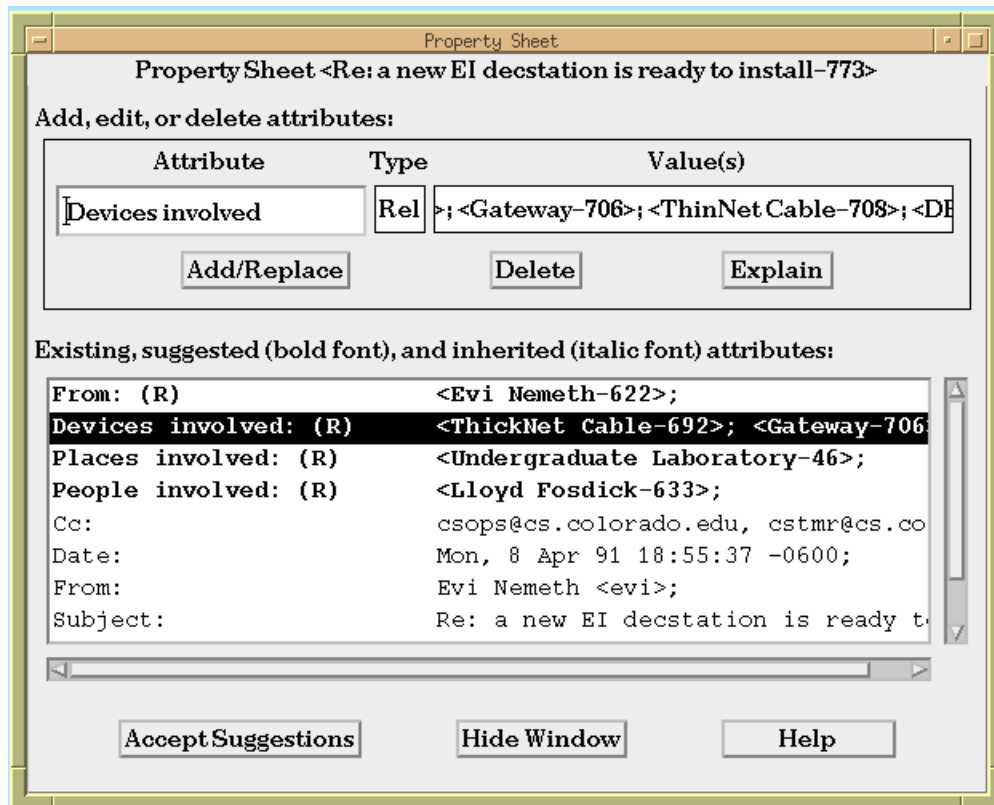 Property Sheet
Property Sheet <Re: a new EI decstation is ready to install-773>
Add, edit, or delete attributes:
Attribute Type Value(s)
Devices involved Rel >; <Gateway-706>; <ThinNet Cable-708>; <DE
Add/Replace Delete Explain
Existing, suggested (bold font), and inherited (italic font) attributes:
From: (R) <Evi Nemeth-622>;
Devices involved: (R) <ThickNet Cable-692>; <Gateway-706>
Places involved: (R) <Undergraduate Laboratory-46>;
People involved: (R) <Lloyd Fosdick-633>;
Cc: csops@cs.colorado.edu, cstmr@cs.co
Date: Mon, 8 Apr 91 18:55:37 -0600;
From: Evi Nemeth <evi>;
Subject: Re: a new EI decstation is ready to
Accept Suggestions Hide Window Help